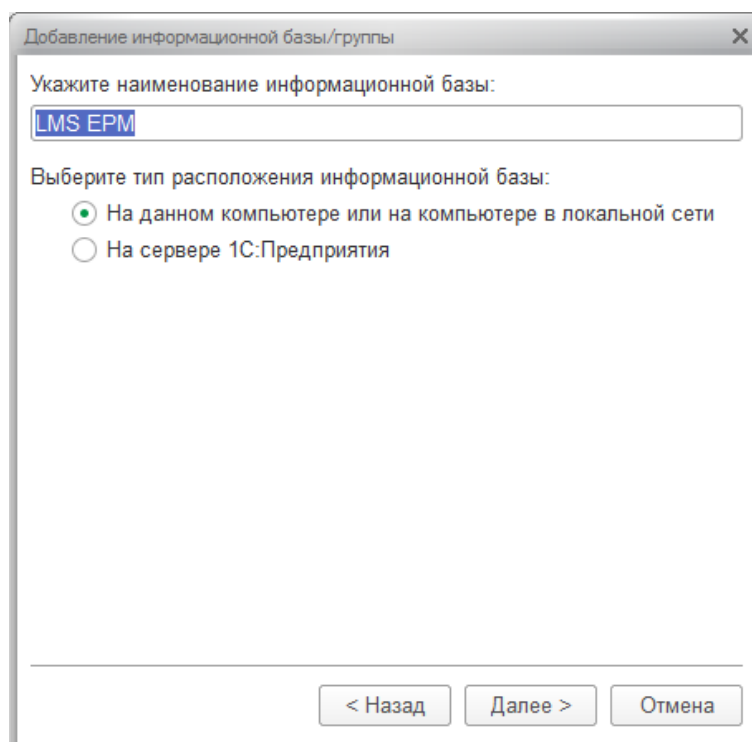 Добавление информационной базы/группы
Укажите наименование информационной базы:
LMS EPM
Выберите тип расположения информационной базы:
На данном компьютере или на компьютере в локальной сети
На сервере 1С:Предприятия
< Назад
Далее >
Отмена